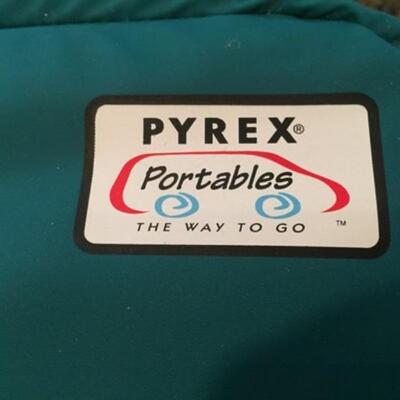 PYREX®
Portables
THE WAY TO GO ™